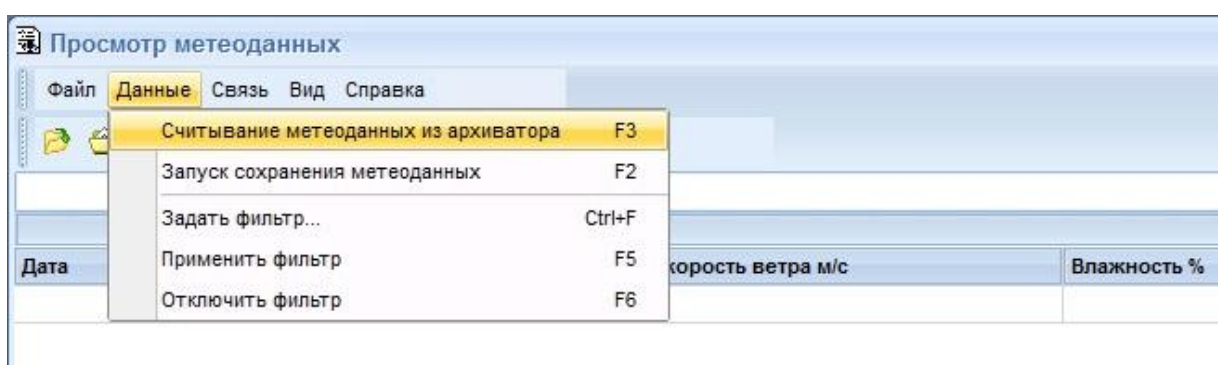 Просмотр метеоданных
Файл Данные Связь Вид Справка
Считывание метеоданных из архиватора F3
Запуск сохранения метеоданных F2
Задать фильтр... Ctrl+F
Применить фильтр F5
Отключить фильтр F6
Дата корость ветра м/с Влажность %